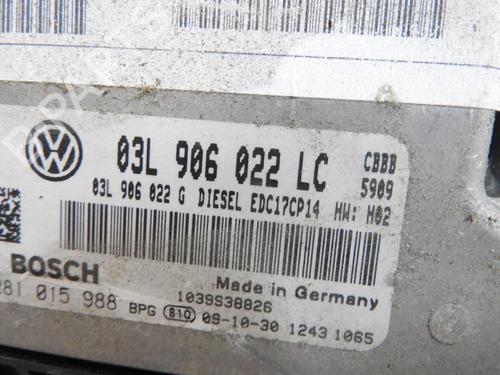 03L 906 022 LC CBBB
5909
03L 906 022 G DIESEL EDC17CP14 HW: H02
BOSCH
Made in Germany
281 015 988 1039S38826
BPG 810 09-10-30 1243 1065